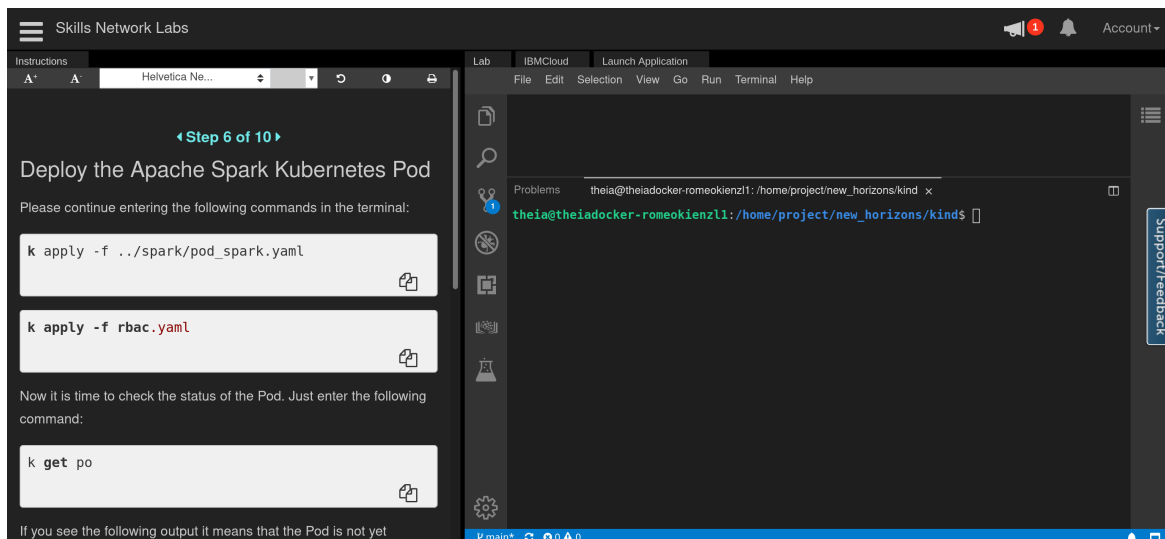 Skills Network Labs
1
Account
Instructions
A+ A- Helvetica Ne...
Step 6 of 10
Deploy the Apache Spark Kubernetes Pod
Please continue entering the following commands in the terminal:
k apply -f ../spark/pod_spark.yaml
k apply -f rbac.yaml
Now it is time to check the status of the Pod. Just enter the following
command:
k get po
If you see the following output it means that the Pod is not yet
Lab IBMCloud Launch Application
File Edit Selection View Go Run Terminal Help
1
Problems theia@theiadocker-romeokienzl1: /home/project/new_horizons/kind ×
theia@theiadocker-romeokienzl1:/home/project/new_horizons/kind$
main* 0 0
Support/Feedback